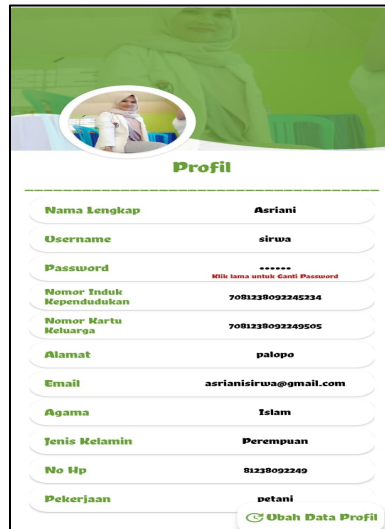 Profil
Nama Lengkap Asriani
Username sirwa
Password ••••••
Klik lama untuk Ganti Password
Nomor Induk
Kependudukan 7081238092245234
Nomor Kartu
Keluarga 7081238092249505
Alamat palopo
Email asrianisirwa@gmail.com
Agama Islam
Jenis Kelamin Perempuan
No Hp 81238092249
Pekerjaan petani
Ubah Data Profil